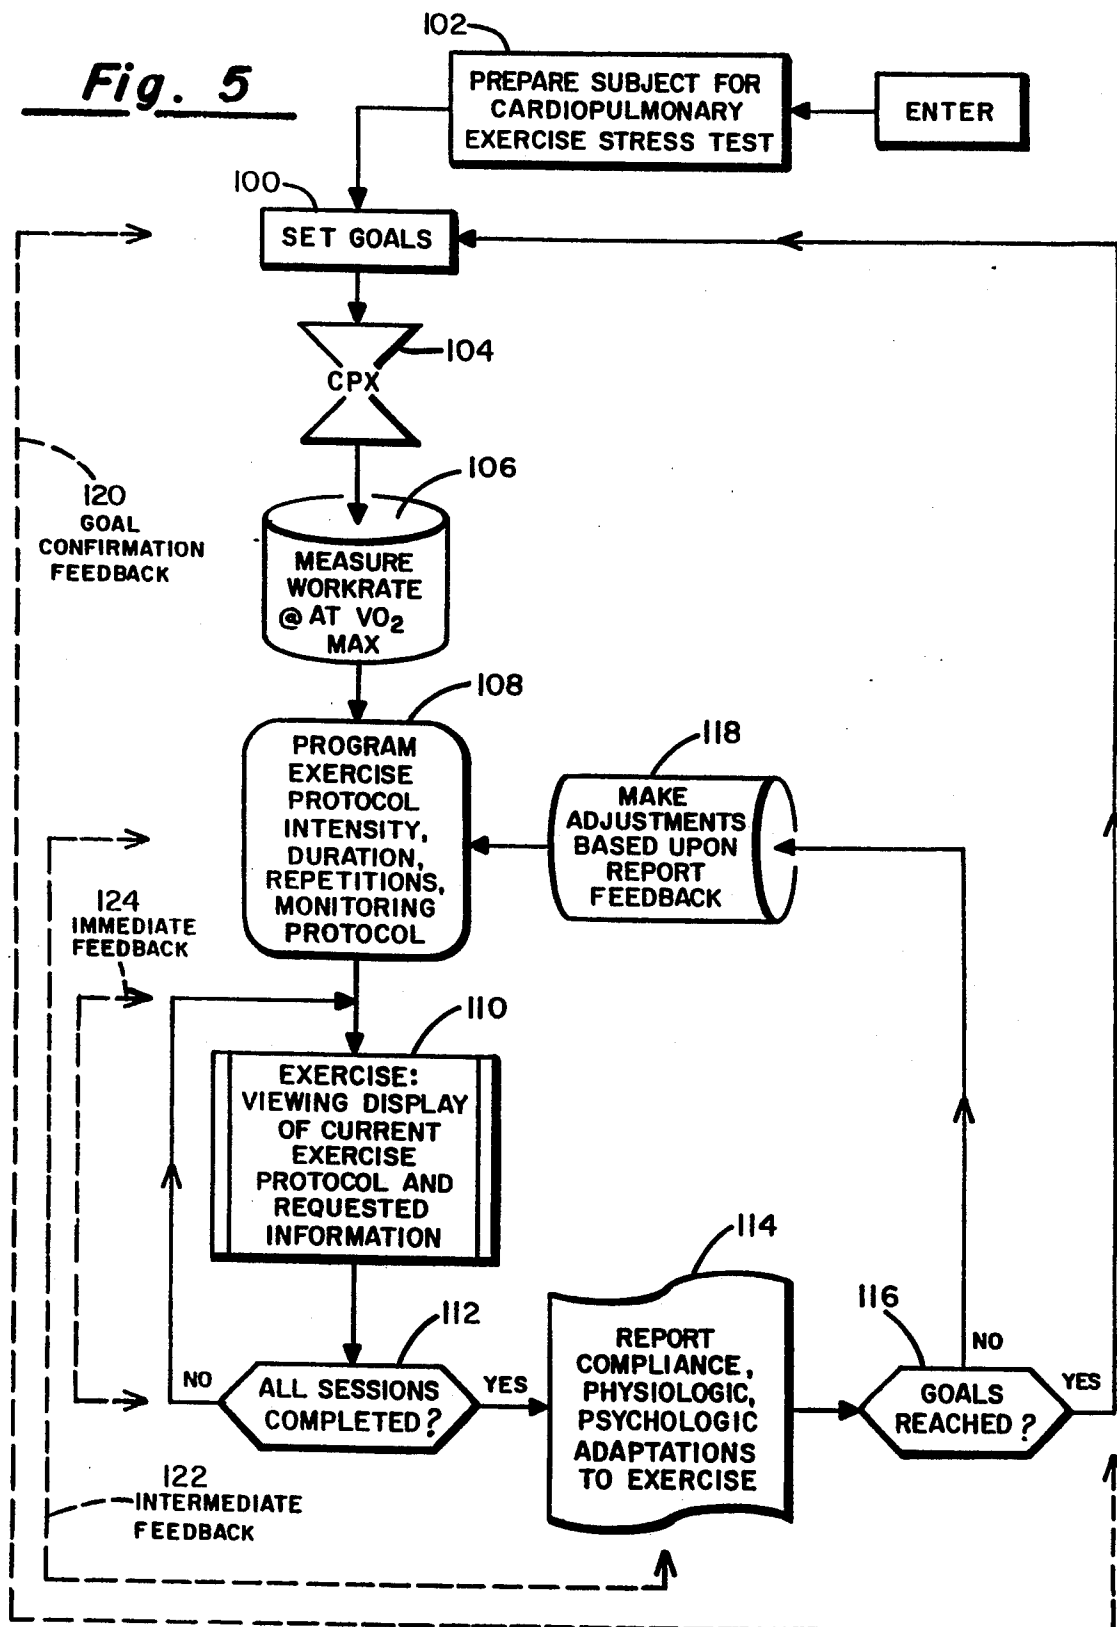 Fig. 5
102
PREPARE SUBJECT FOR
CARDIOPULMONARY
EXERCISE STRESS TEST
ENTER
100
SET GOALS
104
CPX
106
MEASURE
WORKRATE
@ AT VO₂
MAX
120
GOAL
CONFIRMATION
FEEDBACK
108
PROGRAM
EXERCISE
PROTOCOL
INTENSITY,
DURATION,
REPETITIONS,
MONITORING
PROTOCOL
118
MAKE
ADJUSTMENTS
BASED UPON
REPORT
FEEDBACK
124
IMMEDIATE
FEEDBACK
110
EXERCISE:
VIEWING DISPLAY
OF CURRENT
EXERCISE
PROTOCOL AND
REQUESTED
INFORMATION
112
NO
ALL SESSIONS
COMPLETED?
YES
114
REPORT
COMPLIANCE,
PHYSIOLOGIC,
PSYCHOLOGIC
ADAPTATIONS
TO EXERCISE
116
NO
GOALS
REACHED?
YES
122
INTERMEDIATE
FEEDBACK